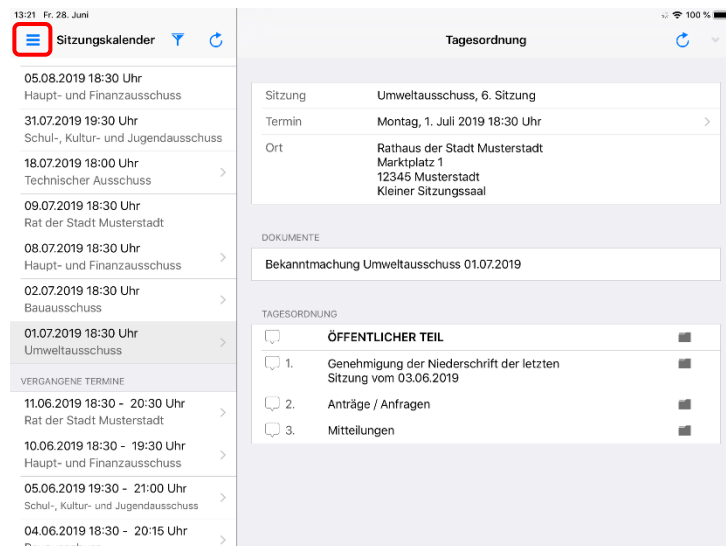 13:21 Fr. 28. Juni
100 %
Sitzungskalender
05.08.2019 18:30 Uhr
Haupt- und Finanzausschuss
31.07.2019 19:30 Uhr
Schul-, Kultur- und Jugendausschuss
18.07.2019 18:00 Uhr
Technischer Ausschuss
09.07.2019 18:30 Uhr
Rat der Stadt Musterstadt
08.07.2019 18:30 Uhr
Haupt- und Finanzausschuss
02.07.2019 18:30 Uhr
Bauausschuss
01.07.2019 18:30 Uhr
Umweltausschuss
VERGANGENE TERMINE
11.06.2019 18:30 - 20:30 Uhr
Rat der Stadt Musterstadt
10.06.2019 18:30 - 19:30 Uhr
Haupt- und Finanzausschuss
05.06.2019 19:30 - 21:00 Uhr
Schul-, Kultur- und Jugendausschuss
04.06.2019 18:30 - 20:15 Uhr
Tagesordnung
Sitzung Umweltausschuss, 6. Sitzung
Termin Montag, 1. Juli 2019 18:30 Uhr
Ort Rathaus der Stadt Musterstadt
Marktplatz 1
12345 Musterstadt
Kleiner Sitzungssaal
DOKUMENTE
Bekanntmachung Umweltausschuss 01.07.2019
TAGESORDNUNG
ÖFFENTLICHER TEIL
1. Genehmigung der Niederschrift der letzten
Sitzung vom 03.06.2019
2. Anträge / Anfragen
3. Mitteilungen